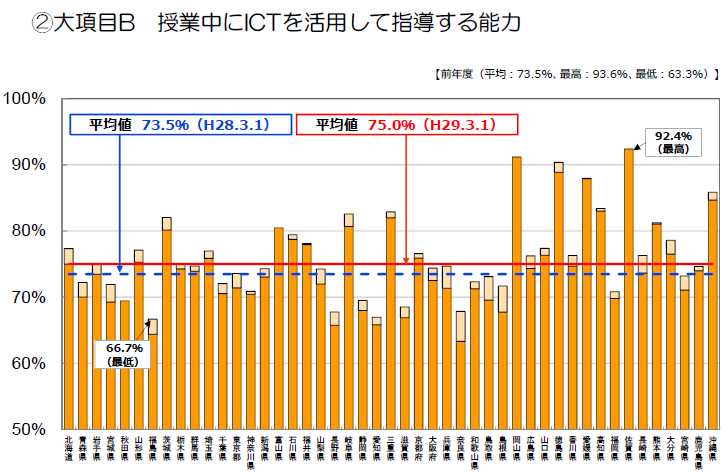 ②大項目B　授業中にICTを活用して指導する能力
【前年度（平均：73.5%、最高：93.6%、最低：63.3%）】
100%
90%
80%
70%
60%
50%
平均値 73.5%（H28.3.1）
平均値 75.0%（H29.3.1）
92.4%
（最高）
66.7%
（最低）
北海道
青森県
岩手県
宮城県
秋田県
山形県
福島県
茨城県
栃木県
群馬県
埼玉県
千葉県
東京都
神奈川県
新潟県
富山県
石川県
福井県
山梨県
長野県
岐阜県
静岡県
愛知県
三重県
滋賀県
京都府
大阪府
兵庫県
奈良県
和歌山県
鳥取県
島根県
岡山県
広島県
山口県
徳島県
香川県
愛媛県
高知県
福岡県
佐賀県
長崎県
熊本県
大分県
宮崎県
鹿児島県
沖縄県